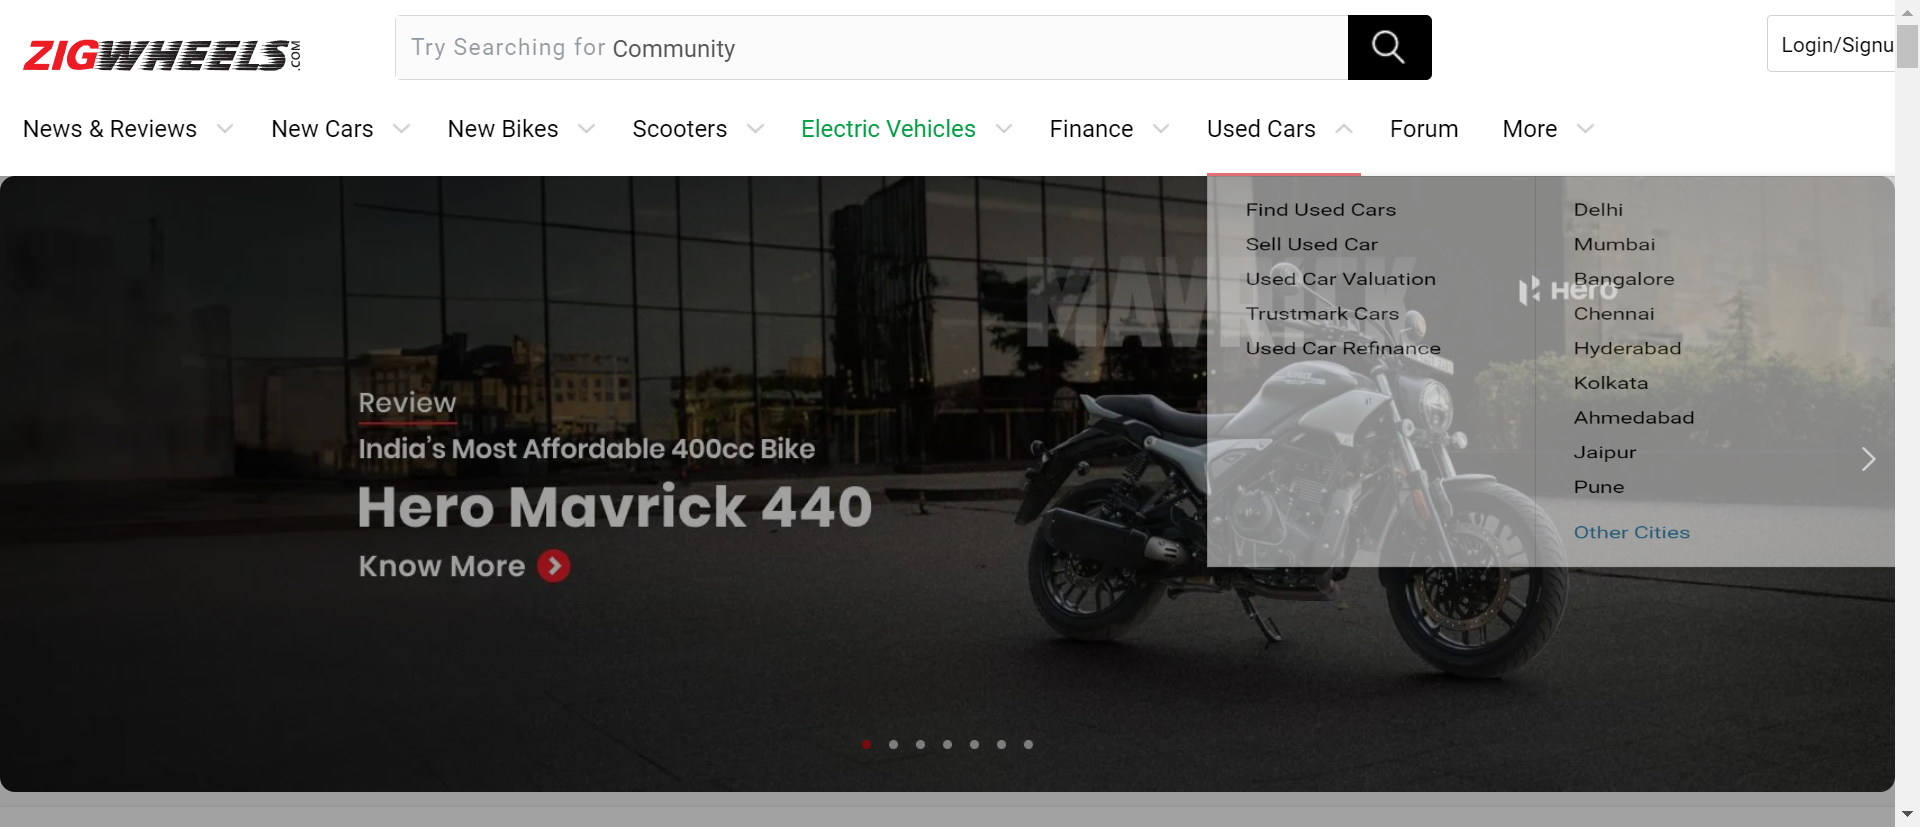 ZIGWHEELS.COM
Try Searching for Community
Login/Signu
News & Reviews
New Cars
New Bikes
Scooters
Electric Vehicles
Finance
Used Cars
Forum
More
Find Used Cars
Sell Used Car
Used Car Valuation
Trustmark Cars
Used Car Refinance
Delhi
Mumbai
Bangalore
Chennai
Hyderabad
Kolkata
Ahmedabad
Jaipur
Pune
Other Cities
MAVRICK
Hero
Review
India's Most Affordable 400cc Bike
Hero Mavrick 440
Know More